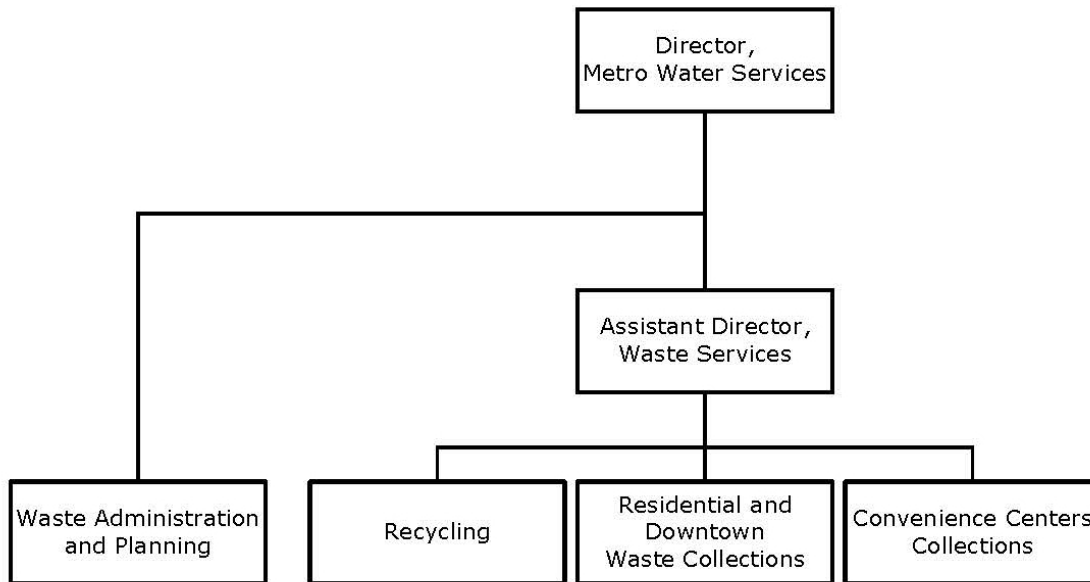 Director,
Metro Water Services
Assistant Director,
Waste Services
Waste Administration
and Planning
Recycling
Residential and
Downtown
Waste Collections
Convenience Centers
Collections